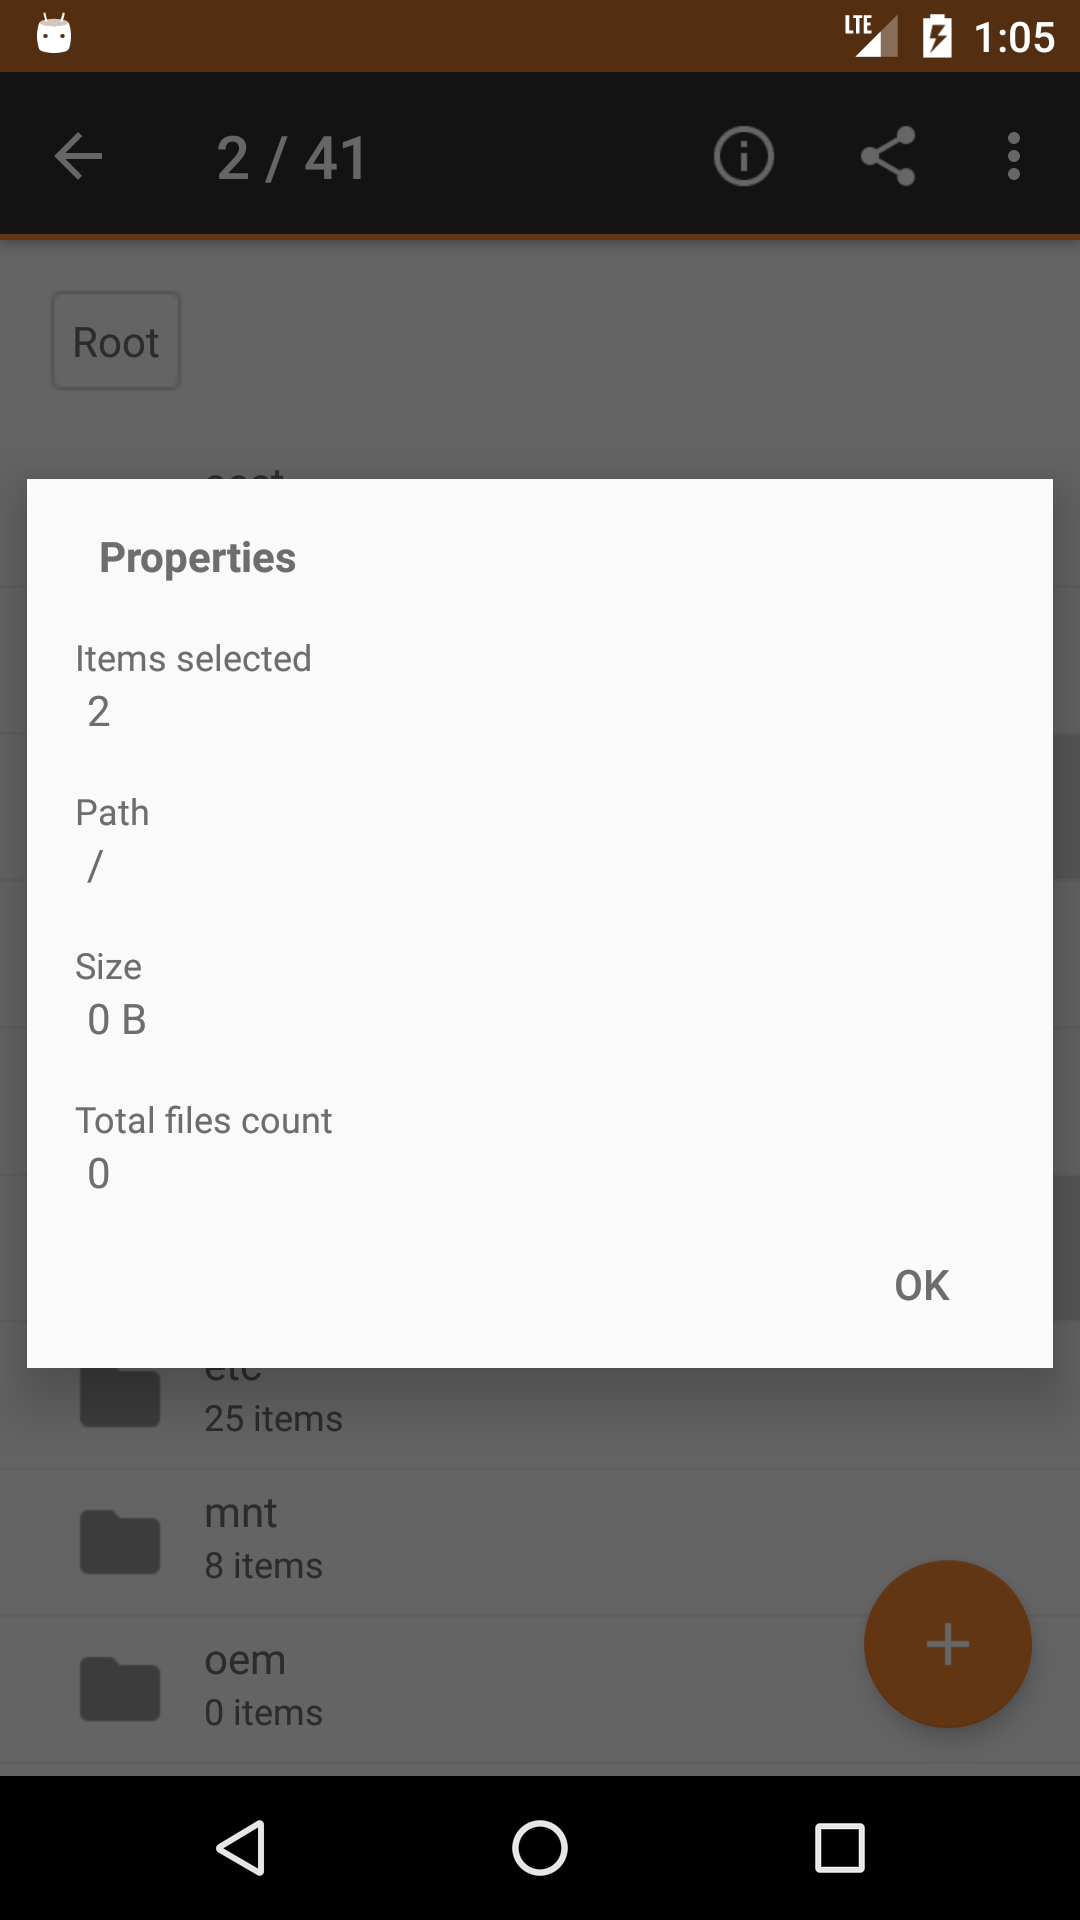 LTE 1:05
2 / 41
Root
Properties
Items selected
2
Path
/
Size
0 B
Total files count
0
OK
etc
25 items
mnt
8 items
oem
0 items